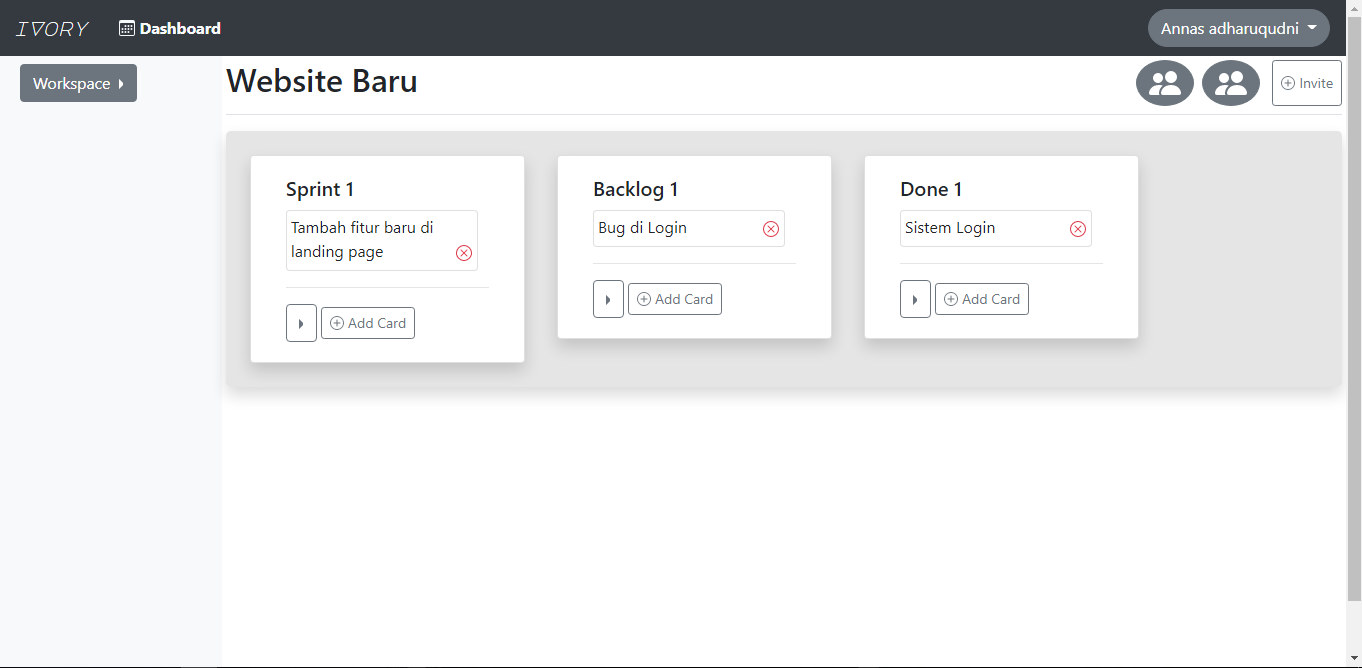 IVORY
Dashboard
Annas adharuqudni
Workspace
Website Baru
Invite
Sprint 1
Tambah fitur baru di
landing page
Add Card
Backlog 1
Bug di Login
Add Card
Done 1
Sistem Login
Add Card